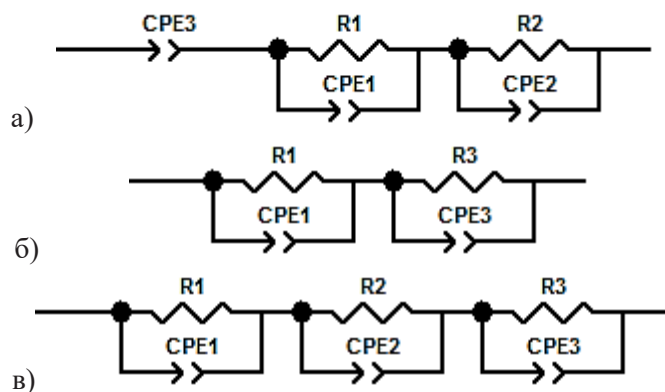 CPE3 R1 R2
CPE1 CPE2
а)
R1 R3
CPE1 CPE3
б)
R1 R2 R3
CPE1 CPE2 CPE3
в)